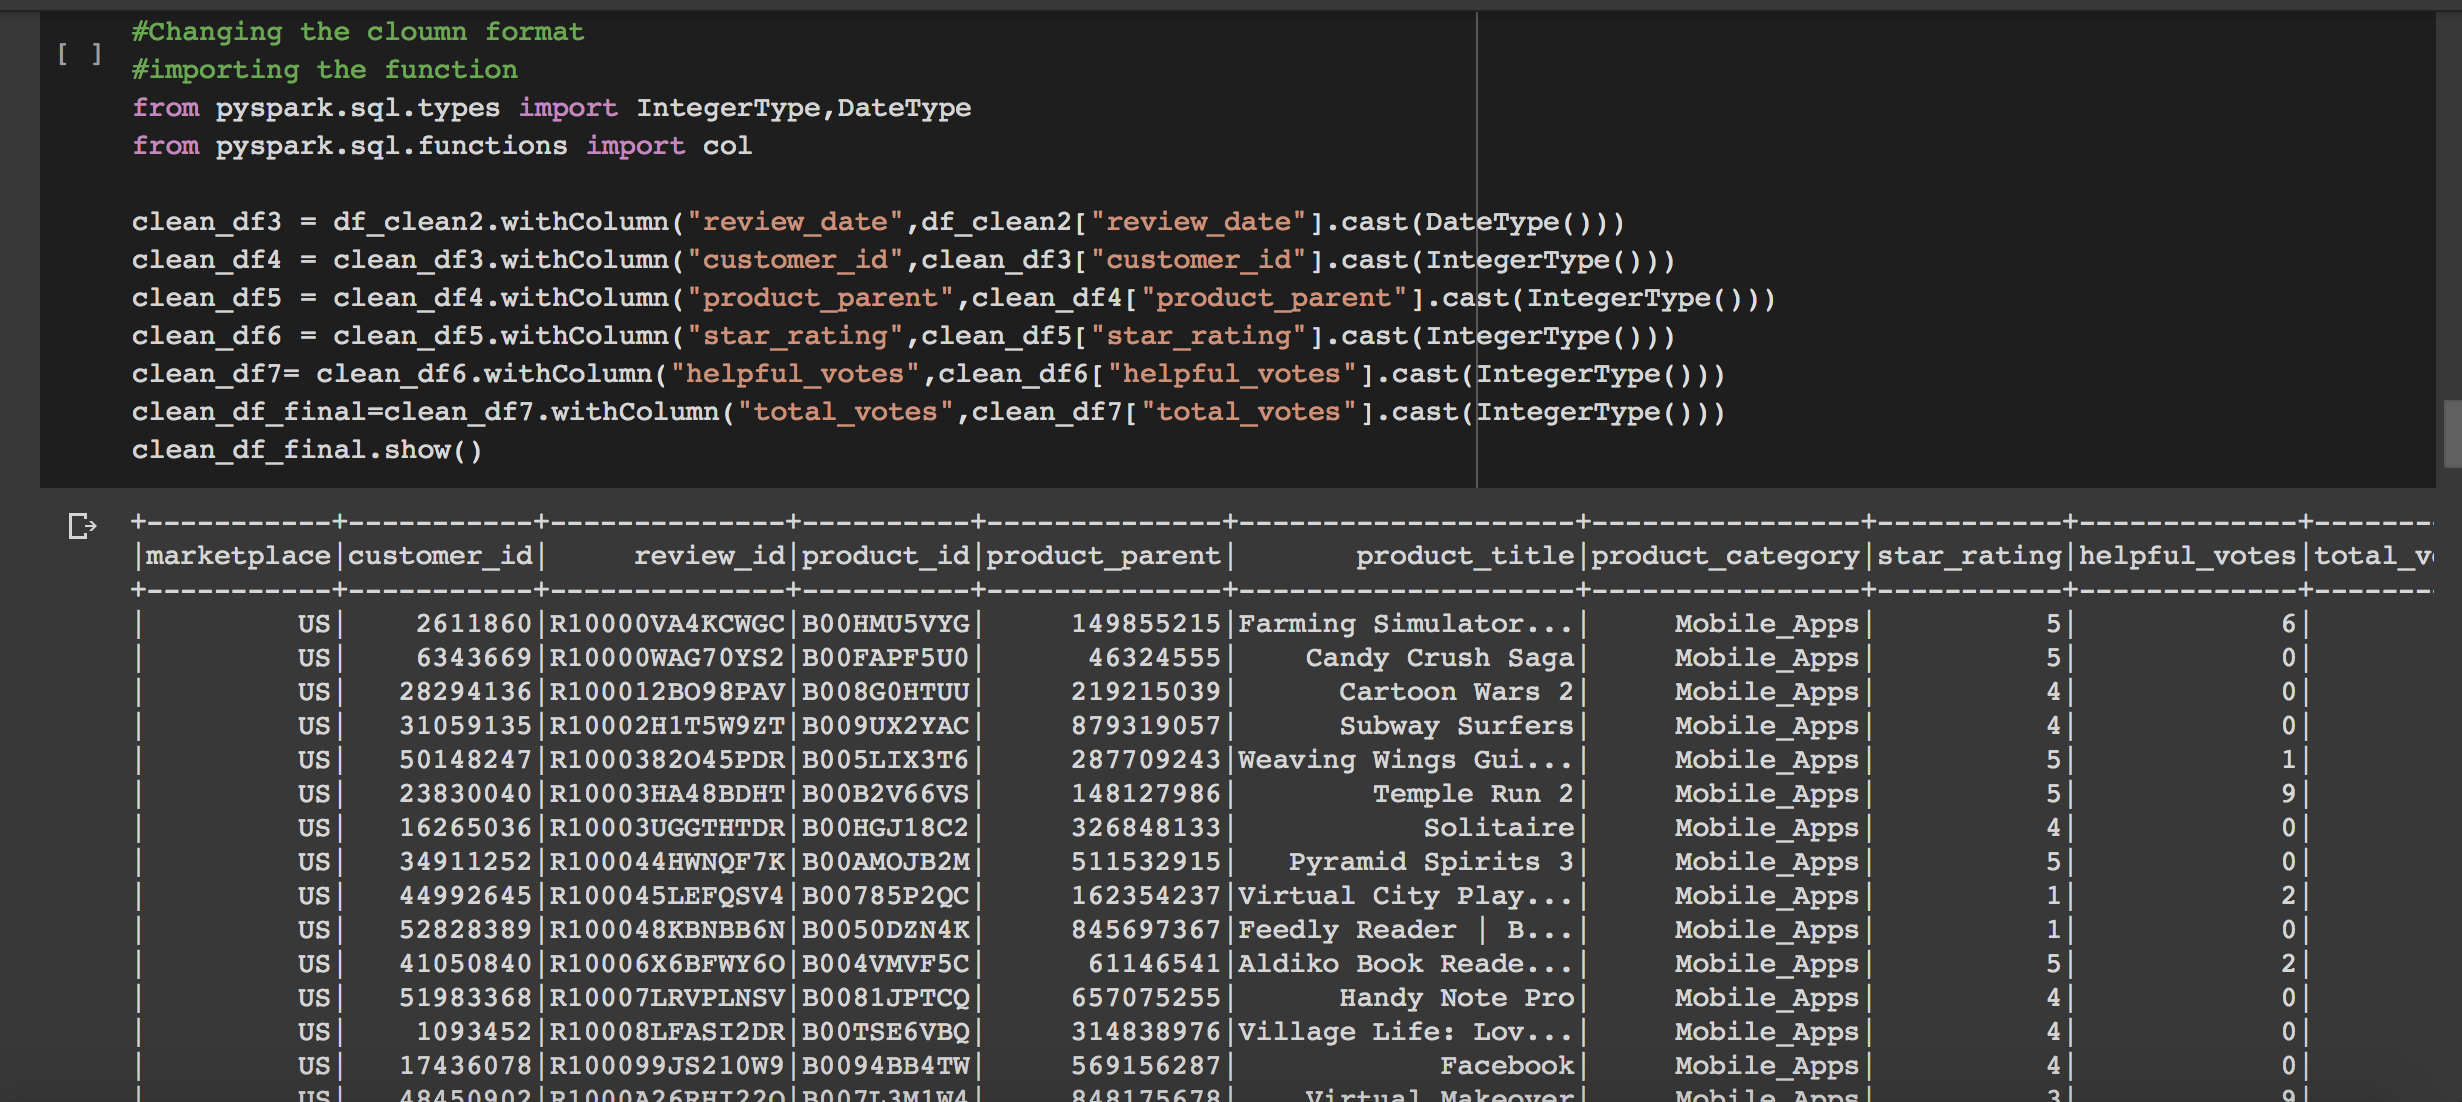 #Changing the cloumn format
[ ]
#importing the function
from pyspark.sql.types import IntegerType,DateType
from pyspark.sql.functions import col
clean_df3 = df_clean2.withColumn("review_date",df_clean2["review_date"].cast(DateType()))
clean_df4 = clean_df3.withColumn("customer_id",clean_df3["customer_id"].cast(IntegerType()))
clean_df5 = clean_df4.withColumn("product_parent",clean_df4["product_parent"].cast(IntegerType()))
clean_df6 = clean_df5.withColumn("star_rating",clean_df5["star_rating"].cast(IntegerType()))
clean_df7= clean_df6.withColumn("helpful_votes",clean_df6["helpful_votes"].cast(IntegerType()))
clean_df_final=clean_df7.withColumn("total_votes",clean_df7["total_votes"].cast(IntegerType()))
clean_df_final.show()
+-----------+-----------+--------------+----------+--------------+--------------------+----------------+-----------+-------------+-------
|marketplace|customer_id|     review_id|product_id|product_parent|       product_title|product_category|star_rating|helpful_votes|total_v
+-----------+-----------+--------------+----------+--------------+--------------------+----------------+-----------+-------------+-------
|         US|    2611860|R10000VA4KCWGC|B00HMU5VYG|     149855215|Farming Simulator...|     Mobile_Apps|          5|            6|
|         US|    6343669|R10000WAG70YS2|B00FAPF5U0|      46324555|    Candy Crush Saga|     Mobile_Apps|          5|            0|
|         US|   28294136|R100012BO98PAV|B008G0HTUU|     219215039|      Cartoon Wars 2|     Mobile_Apps|          4|            0|
|         US|   31059135|R10002H1T5W9ZT|B009UX2YAC|     879319057|      Subway Surfers|     Mobile_Apps|          4|            0|
|         US|   50148247|R1000382O45PDR|B005LIX3T6|     287709243|Weaving Wings Gui...|     Mobile_Apps|          5|            1|
|         US|   23830040|R10003HA48BDHT|B00B2V66VS|     148127986|        Temple Run 2|     Mobile_Apps|          5|            9|
|         US|   16265036|R10003UGGTHTDR|B00HGJ18C2|     326848133|           Solitaire|     Mobile_Apps|          4|            0|
|         US|   34911252|R100044HWNQF7K|B00AMOJB2M|     511532915|   Pyramid Spirits 3|     Mobile_Apps|          5|            0|
|         US|   44992645|R100045LEFQSV4|B00785P2QC|     162354237|Virtual City Play...|     Mobile_Apps|          1|            2|
|         US|   52828389|R100048KBNBB6N|B0050DZN4K|     845697367|Feedly Reader | B...|     Mobile_Apps|          1|            0|
|         US|   41050840|R10006X6BFWY6O|B004VMVF5C|      61146541|Aldiko Book Reade...|     Mobile_Apps|          5|            2|
|         US|   51983368|R10007LRVPLNSV|B0081JPTCQ|     657075255|      Handy Note Pro|     Mobile_Apps|          4|            0|
|         US|    1093452|R10008LFASI2DR|B00TSE6VBQ|     314838976|Village Life: Lov...|     Mobile_Apps|          4|            0|
|         US|   17436078|R100099JS210W9|B0094BB4TW|     569156287|            Facebook|     Mobile_Apps|          4|            0|
|         US|   48450902|R1000A26RHI22O|B007L3M1W4|     848175678|    Virtual Makeover|     Mobile_Apps|          3|            9|